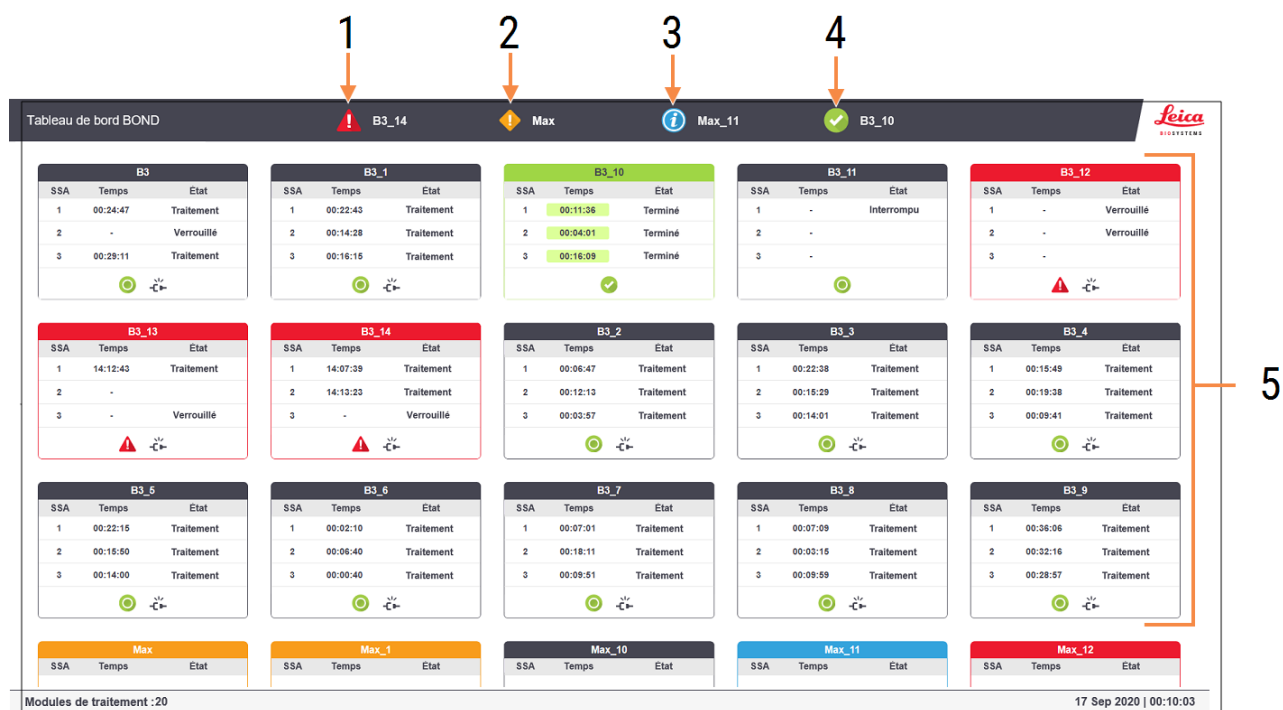 1 2 3 4
Tableau de bord BOND B3_14 Max Max_11 B3_10 Leica
BIOSYSTEMS
B3 B3_1 B3_10 B3_11 B3_12
SSA Temps État SSA Temps État SSA Temps État SSA Temps État SSA Temps État
1 00:24:47 Traitement 1 00:22:43 Traitement 1 00:11:36 Terminé 1 - Interrompu 1 - Verrouillé
2 - Verrouillé 2 00:14:28 Traitement 2 00:04:01 Terminé 2 - 2 - Verrouillé
3 00:29:11 Traitement 3 00:16:15 Traitement 3 00:16:09 Terminé 3 - 3 -
B3_13 B3_14 B3_2 B3_3 B3_4
SSA Temps État SSA Temps État SSA Temps État SSA Temps État SSA Temps État
1 14:12:43 Traitement 1 14:07:39 Traitement 1 00:06:47 Traitement 1 00:22:38 Traitement 1 00:15:49 Traitement
2 - 2 14:13:23 Traitement 2 00:12:13 Traitement 2 00:15:29 Traitement 2 00:19:38 Traitement
5
3 - Verrouillé 3 - Verrouillé 3 00:03:57 Traitement 3 00:14:01 Traitement 3 00:09:41 Traitement
B3_5 B3_6 B3_7 B3_8 B3_9
SSA Temps État SSA Temps État SSA Temps État SSA Temps État SSA Temps État
1 00:22:15 Traitement 1 00:02:10 Traitement 1 00:07:01 Traitement 1 00:07:09 Traitement 1 00:36:06 Traitement
2 00:15:50 Traitement 2 00:06:40 Traitement 2 00:18:11 Traitement 2 00:03:15 Traitement 2 00:32:16 Traitement
3 00:14:00 Traitement 3 00:00:40 Traitement 3 00:09:51 Traitement 3 00:09:59 Traitement 3 00:28:57 Traitement
Max Max_1 Max_10 Max_11 Max_12
SSA Temps État SSA Temps État SSA Temps État SSA Temps État SSA Temps État
Modules de traitement :20 17 Sep 2020 | 00:10:03